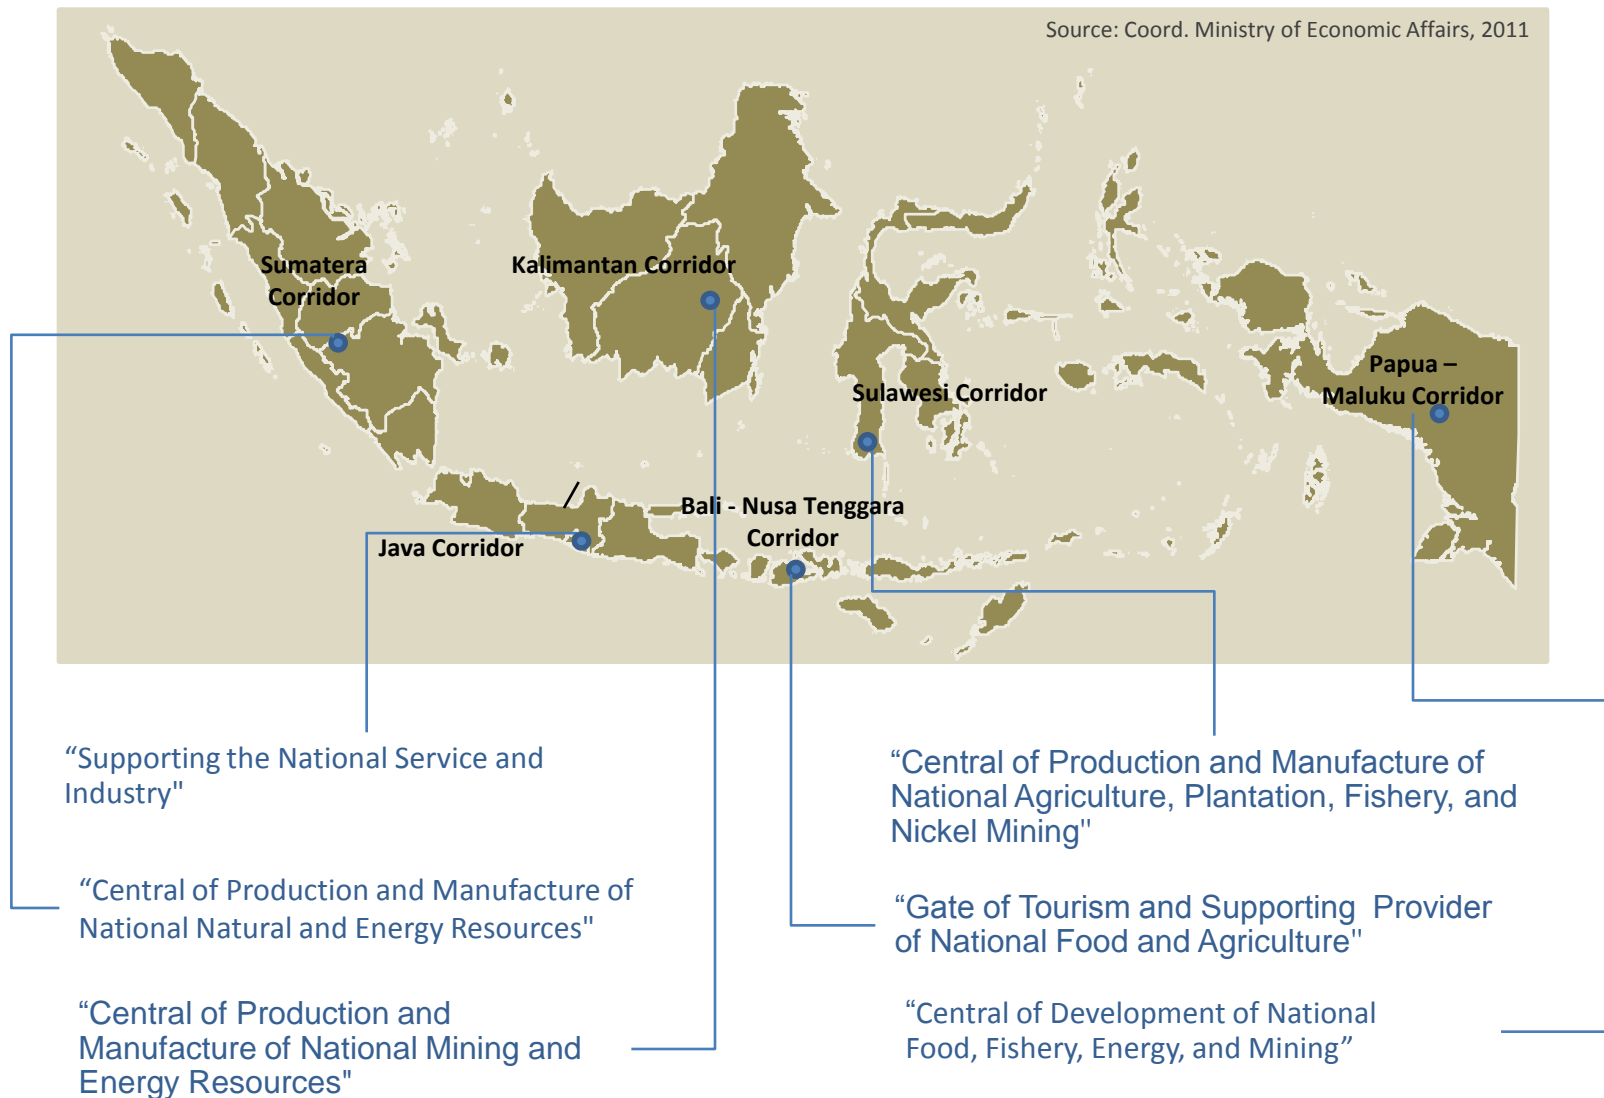 Source: Coord. Ministry of Economic Affairs, 2011
Sumatera
Corridor
Kalimantan Corridor
Papua –
Maluku Corridor
Sulawesi Corridor
Bali - Nusa Tenggara
Corridor
Java Corridor
“Supporting the National Service and
Industry"
“Central of Production and Manufacture of
National Natural and Energy Resources"
“Central of Production and
Manufacture of National Mining and
Energy Resources"
“Central of Production and Manufacture of
National Agriculture, Plantation, Fishery, and
Nickel Mining"
“Gate of Tourism and Supporting  Provider
of National Food and Agriculture"
“Central of Development of National
Food, Fishery, Energy, and Mining”